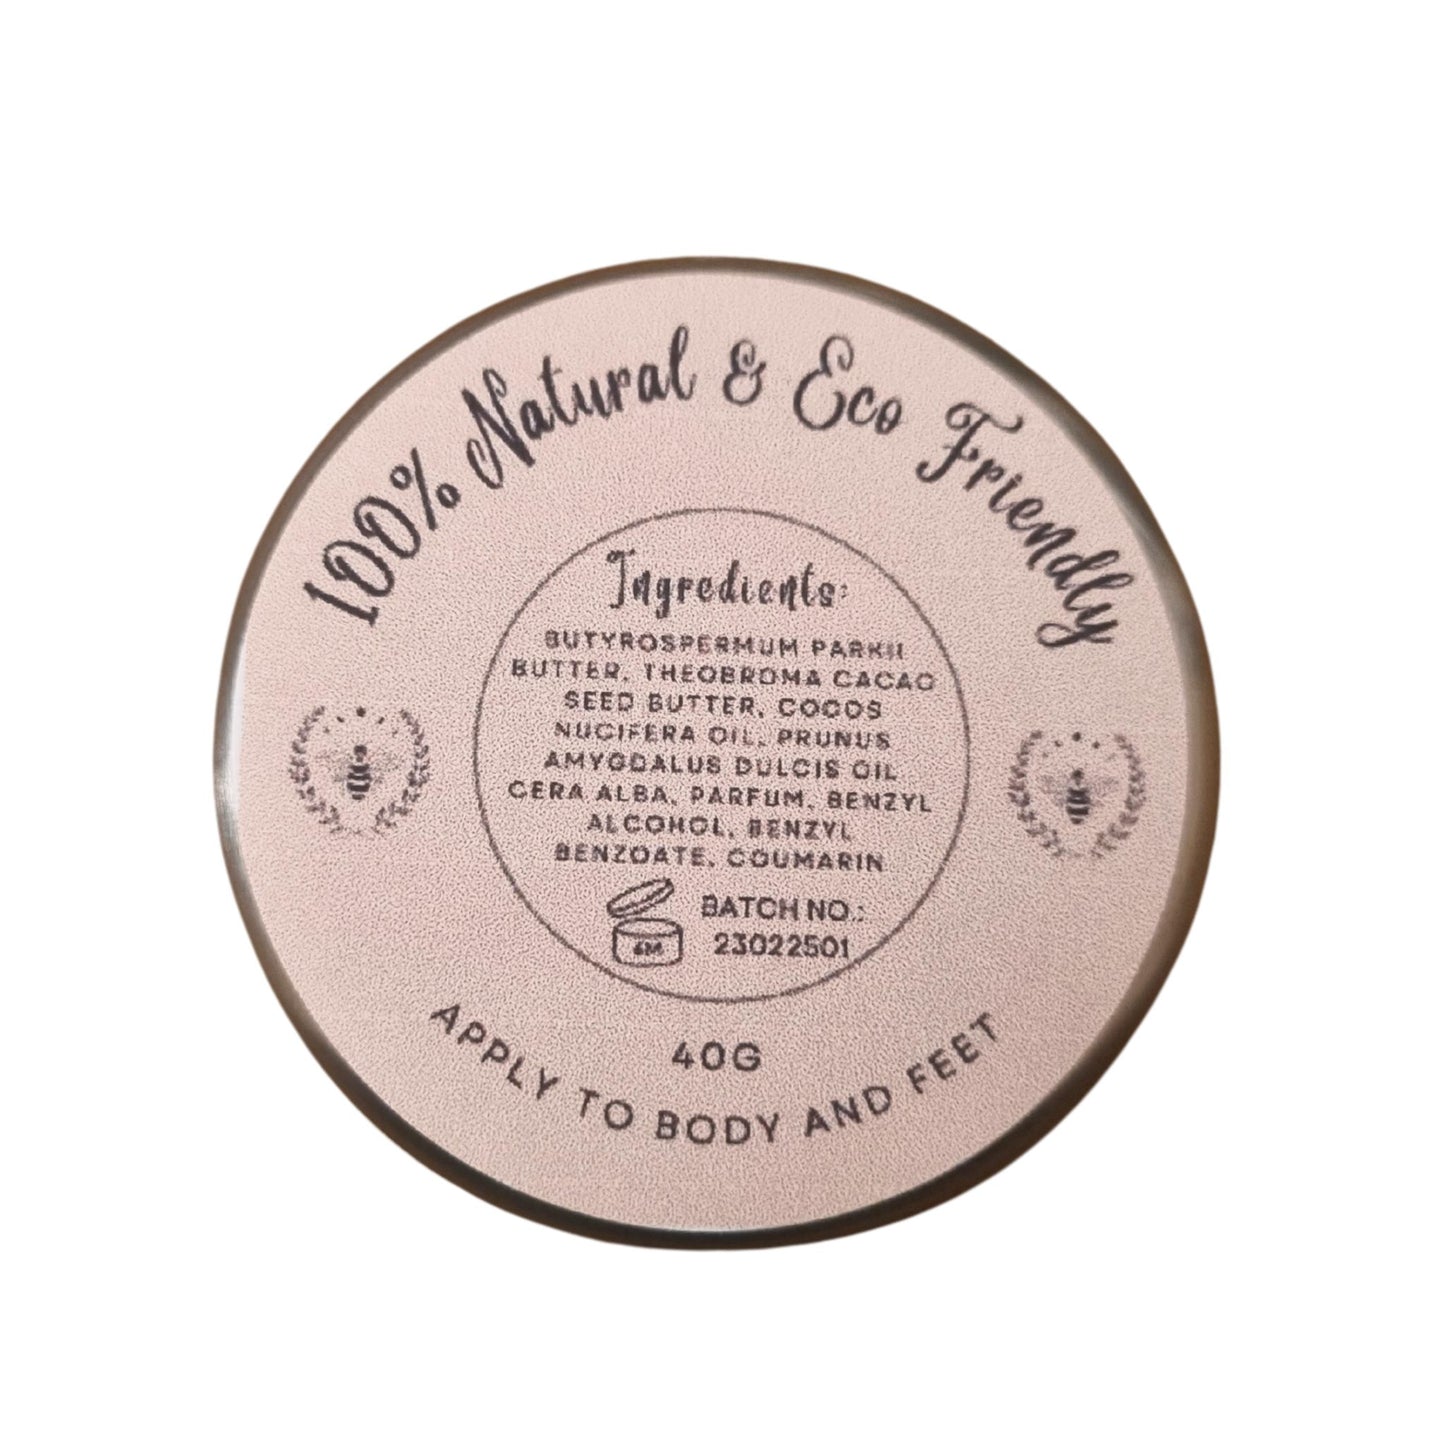 100% Natural & Eco Friendly
Ingredients:
BUTYROSPERMUM PARKII
BUTTER, THEOBROMA CACAO
SEED BUTTER, COCOS
NUCIFERA OIL, PRUNUS
AMYGDALUS DULCIS OIL
CERA ALBA, PARFUM, BENZYL
ALCOHOL, BENZYL
BENZOATE, COUMARIN
BATCH NO.:
6M 23022501
40G
APPLY TO BODY AND FEET